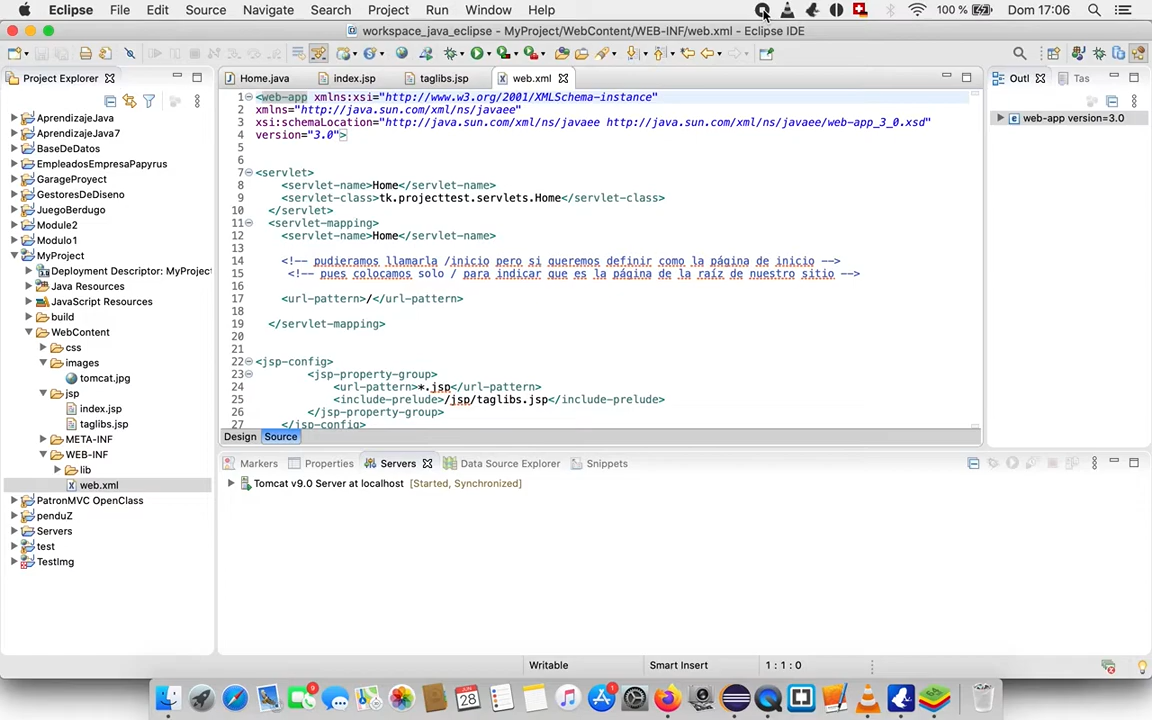 Eclipse File Edit Source Navigate Search Project Run Window Help 100 % Dom 17:06
workspace_java_eclipse - MyProject/WebContent/WEB-INF/web.xml - Eclipse IDE
Project Explorer
AprendizajeJava
AprendizajeJava7
BaseDeDatos
EmpleadosEmpresaPapyrus
GarageProyect
GestoresDeDiseno
JuegoBerdugo
Module2
Modulo1
MyProject
Deployment Descriptor: MyProject
Java Resources
JavaScript Resources
build
WebContent
css
images
tomcat.jpg
jsp
index.jsp
taglibs.jsp
META-INF
WEB-INF
lib
web.xml
PatronMVC OpenClass
penduZ
Servers
test
TestImg
Home.java index.jsp taglibs.jsp web.xml
1 <web-app xmlns:xsi="http://www.w3.org/2001/XMLSchema-instance"
2 xmlns="http://java.sun.com/xml/ns/javaee"
3 xsi:schemaLocation="http://java.sun.com/xml/ns/javaee http://java.sun.com/xml/ns/javaee/web-app_3_0.xsd"
4 version="3.0">
5
6
7 <servlet>
8 <servlet-name>Home</servlet-name>
9 <servlet-class>tk.projecttest.servlets.Home</servlet-class>
10 </servlet>
11 <servlet-mapping>
12 <servlet-name>Home</servlet-name>
13
14 <!-- pudieramos llamarla /inicio pero si queremos definir como la página de inicio -->
15 <!-- pues colocamos solo / para indicar que es la página de la raíz de nuestro sitio -->
16
17 <url-pattern>/</url-pattern>
18
19 </servlet-mapping>
20
21
22 <jsp-config>
23 <jsp-property-group>
24 <url-pattern>*.jsp</url-pattern>
25 <include-prelude>/jsp/taglibs.jsp</include-prelude>
26 </jsp-property-group>
27 </jsp-config>
Design Source
Outl Tas
web-app version=3.0
Markers Properties Servers Data Source Explorer Snippets
Tomcat v9.0 Server at localhost [Started, Synchronized]
Writable Smart Insert 1 : 1 : 0
9
JUN
28
1